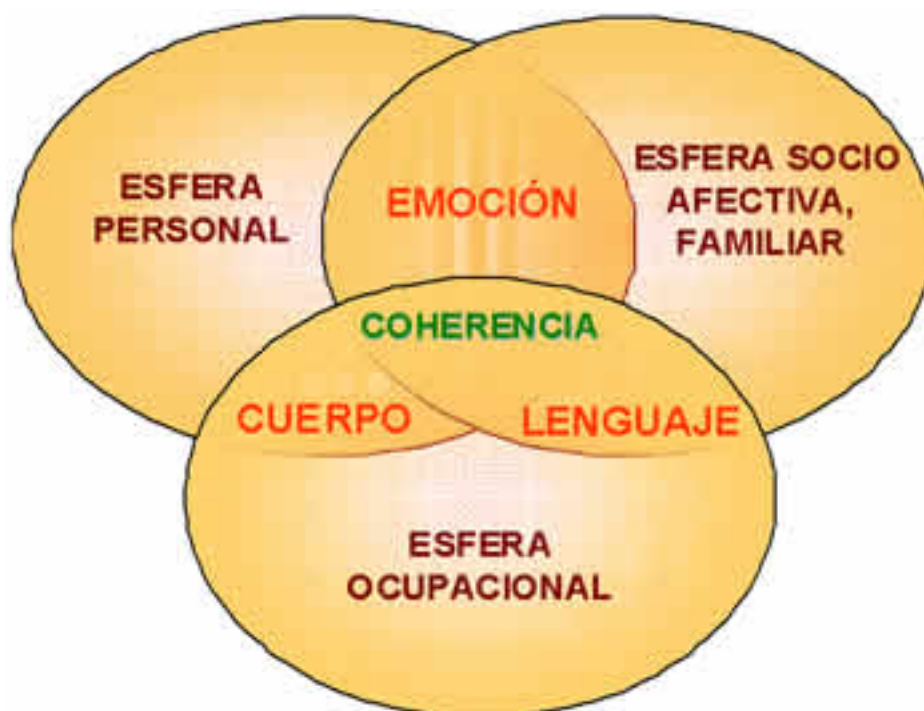 ESFERA
PERSONAL
EMOCIÓN
ESFERA SOCIO
AFECTIVA,
FAMILIAR
COHERENCIA
CUERPO
LENGUAJE
ESFERA
OCUPACIONAL